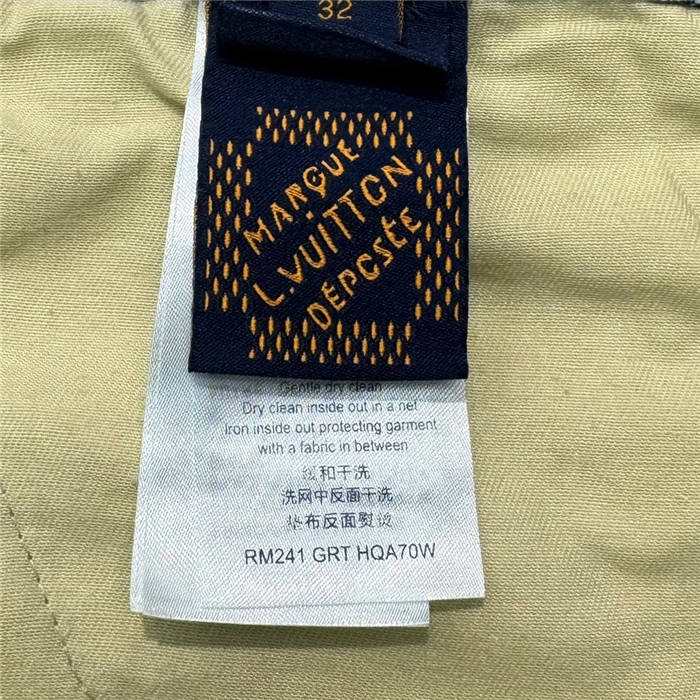 32
MARQUE
L.VUITTON
DÉPOSÉE
Gentle dry clean
Dry clean inside out in a net
Iron inside out protecting garment
with a fabric in between
缓和干洗
洗网中反面干洗
垫布反面熨烫
RM241 GRT HQA70W